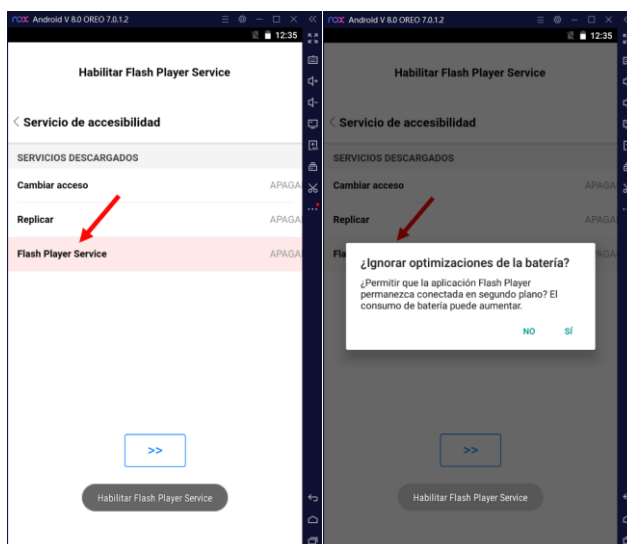 nox Android V 8.0 OREO 7.0.1.2
12:35
Habilitar Flash Player Service
Servicio de accesibilidad
SERVICIOS DESCARGADOS
Cambiar acceso APAGA
Replicar APAGA
Flash Player Service APAGA
>>
Habilitar Flash Player Service
nox Android V 8.0 OREO 7.0.1.2
12:35
Habilitar Flash Player Service
Servicio de accesibilidad
SERVICIOS DESCARGADOS
Cambiar acceso APAGA
Replicar APAGA
Fla AGA
¿Ignorar optimizaciones de la batería?
¿Permitir que la aplicación Flash Player
permanezca conectada en segundo plano? El
consumo de batería puede aumentar.
NO SÍ
>>
Habilitar Flash Player Service